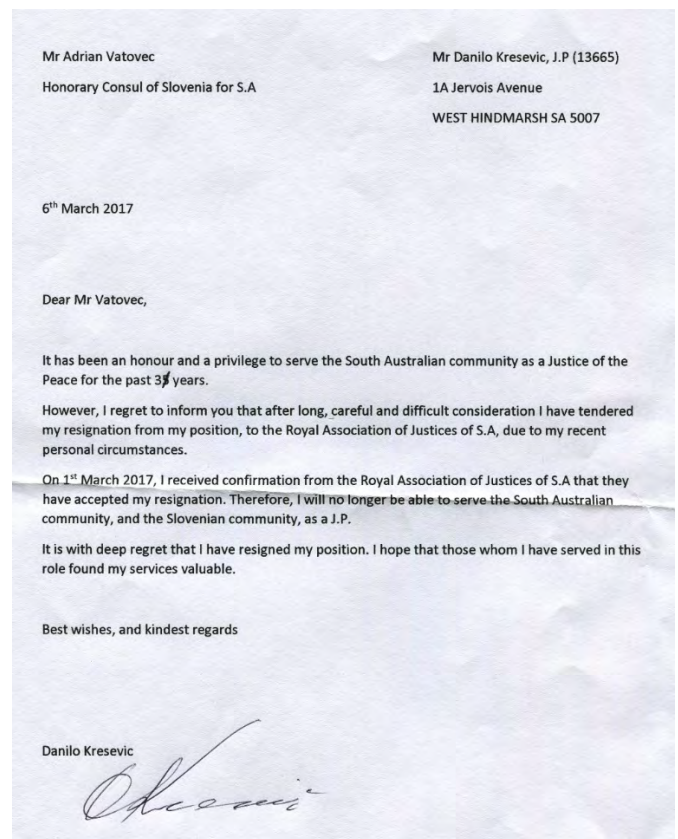 Mr Adrian Vatovec
Honorary Consul of Slovenia for S.A
Mr Danilo Kresevic, J.P (13665)
1A Jervois Avenue
WEST HINDMARSH SA 5007
6th March 2017
Dear Mr Vatovec,
It has been an honour and a privilege to serve the South Australian community as a Justice of the
Peace for the past years.
However, I regret to inform you that after long, careful and difficult consideration I have tendered
my resignation from my position, to the Royal Association of Justices of S.A, due to my recent
personal circumstances.
On 1st March 2017, I received confirmation from the Royal Association of Justices of S.A that they
have accepted my resignation. Therefore, I will no longer be able to serve the South Australian
community, and the Slovenian community, as a J.P.
It is with deep regret that I have resigned my position. I hope that those whom I have served in this
role found my services valuable.
Best wishes, and kindest regards
Danilo Kresevic